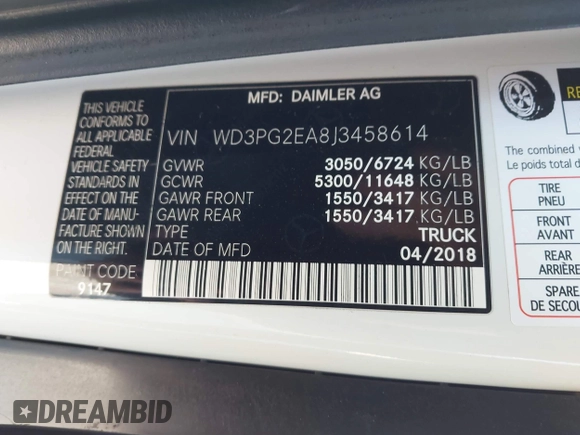 MFD: DAIMLER AG
THIS VEHICLE
CONFORMS TO
ALL APPLICABLE
FEDERAL
VEHICLE SAFETY
STANDARDS IN
EFFECT ON THE
DATE OF MANU-
FACTURE SHOWN
ON THE RIGHT.
PAINT CODE
9147
VIN WD3PG2EA8J3458614
GVWR 3050/6724 KG/LB
GCWR 5300/11648 KG/LB
GAWR FRONT 1550/3417 KG/LB
GAWR REAR 1550/3417 KG/LB
TYPE TRUCK
DATE OF MFD 04/2018
The combined
Le poids total d
TIRE
PNEU
FRONT
AVANT
REAR
ARRIÈRE
SPARE
DE SECOU
DREAMBID